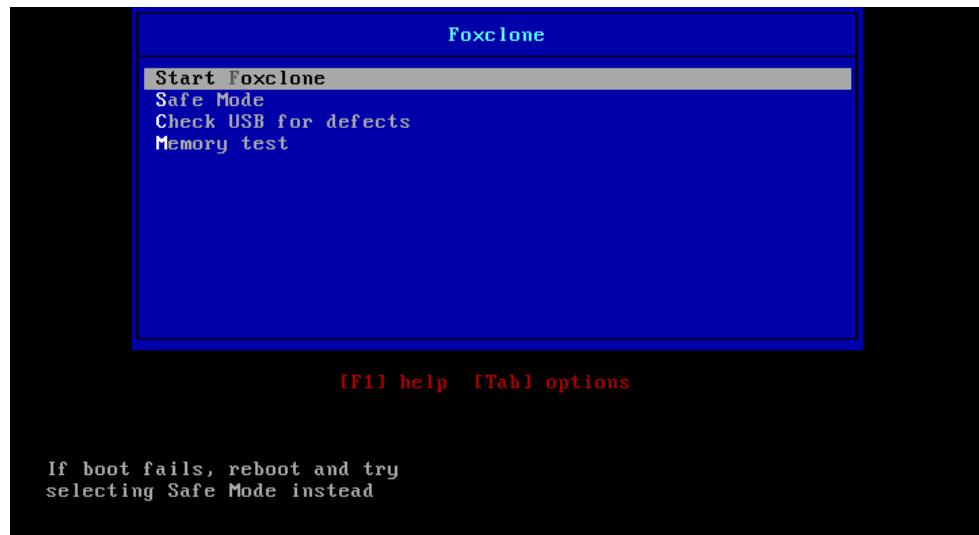 Foxclone
Start Foxclone
Safe Mode
Check USB for defects
Memory test
[F1] help [Tab] options
If boot fails, reboot and try
selecting Safe Mode instead